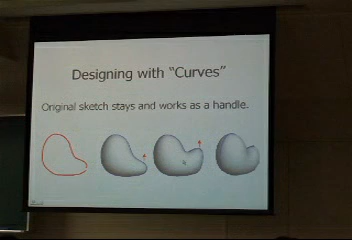 Designing with “Curves”
Original sketch stays and works as a handle.